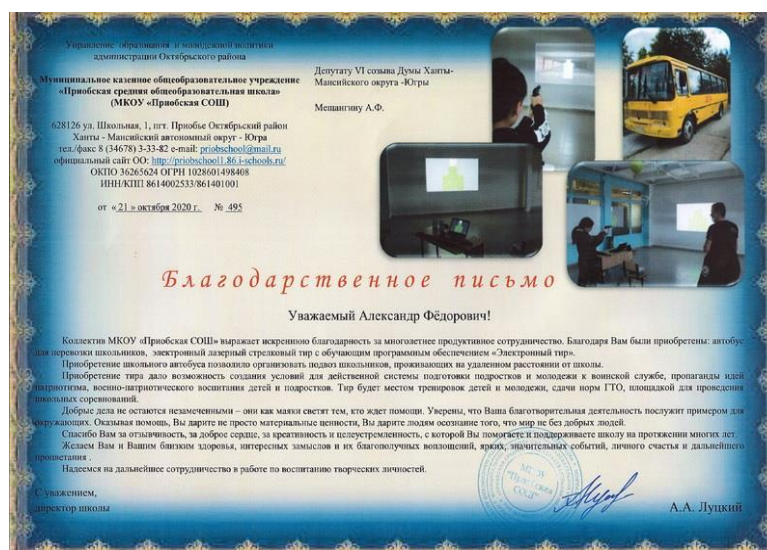 Управление образования и молодежной политики
администрации Октябрьского района
Муниципальное казенное общеобразовательное учреждение
«Приобская средняя общеобразовательная школа»
(МКОУ «Приобская СОШ)
628126 ул. Школьная, 1, пгт. Приобье Октябрьский район
Ханты - Мансийский автономный округ - Югра
тел./факс 8 (34678) 3-33-82 e-mail: priobschool@mail.ru
официальный сайт ОО: http://priobschool1.86.i-schools.ru/
ОКПО 36265624 ОГРН 1028601498408
ИНН/КПП 8614002533/861401001
от « 21 » октября 2020 г. № 495
Депутату VI созыва Думы Ханты-
Мансийского округа -Югры
Мещангину А.Ф.
Благодарственное письмо
Уважаемый Александр Фёдорович!
Коллектив МКОУ «Приобская СОШ» выражает искреннюю благодарность за многолетнее продуктивное сотрудничество. Благодаря Вам были приобретены: автобус
для перевозки школьников, электронный лазерный стрелковый тир с обучающим программным обеспечением «Электронный тир».
Приобретение школьного автобуса позволило организовать подвоз школьников, проживающих на удаленном расстоянии от школы.
Приобретение тира дало возможность создания условий для действенной системы подготовки подростков и молодежи к воинской службе, пропаганды идей
патриотизма, военно-патриотического воспитания детей и подростков. Тир будет местом тренировок детей и молодежи, сдачи норм ГТО, площадкой для проведения
школьных соревнований.
Добрые дела не остаются незамеченными – они как маяки светят тем, кто ждет помощи. Уверены, что Ваша благотворительная деятельность послужит примером для
окружающих. Оказывая помощь, Вы дарите не просто материальные ценности, Вы дарите людям осознание того, что мир не без добрых людей.
Спасибо Вам за отзывчивость, за доброе сердце, за креативность и целеустремленность, с которой Вы помогаете и поддерживаете школу на протяжении многих лет.
Желаем Вам и Вашим близким здоровья, интересных замыслов и их благополучных воплощений, ярких, значительных событий, личного счастья и дальнейшего
процветания .
Надеемся на дальнейшее сотрудничество в работе по воспитанию творческих личностей.
С уважением,
директор школы
А.А. Луцкий
МКОУ
"Приобская
СОШ"